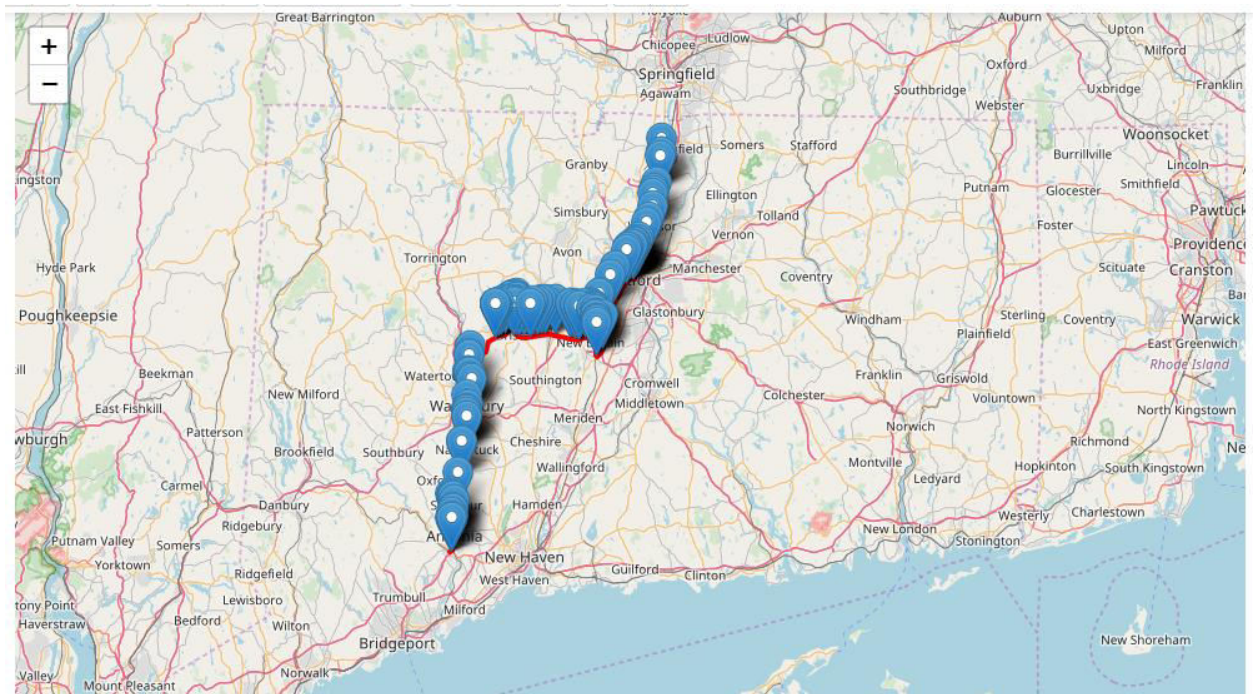 +
−
Great Barrington
Chicopee
Ludlow
Auburn
Upton
Milford
Springfield
Oxford
Agawam
Southbridge
Uxbridge
Franklin
Webster
Woonsocket
Granby
Somers
Stafford
Burrillville
Lincoln
Ellington
Putnam
Glocester
Smithfield
Simsbury
Tolland
Pawtuck
Vernon
Foster
Avon
Providence
Torrington
Hyde Park
Manchester
Coventry
Scituate
Cranston
Poughkeepsie
Glastonbury
Windham
Sterling
Coventry
Warwick
Plainfield
East Greenwich
Rhode Island
Beekman
Southington
Cromwell
Franklin
Griswold
New Milford
Middletown
Colchester
Voluntown
East Fishkill
Meriden
North Kingstown
Patterson
Norwich
Cheshire
Richmond
Brookfield
Southbury
Wallingford
Montville
Hopkinton
South Kingstown
Ledyard
Carmel
Danbury
Hamden
Westerly
Charlestown
Ridgebury
New London
Stonington
Putnam Valley
Somers
New Haven
Yorktown
Ridgefield
West Haven
Guilford
Clinton
Lewisboro
Trumbull
Milford
Haverstraw
Bedford
Wilton
Bridgeport
New Shoreham
Norwalk
Valley
Mount Pleasant